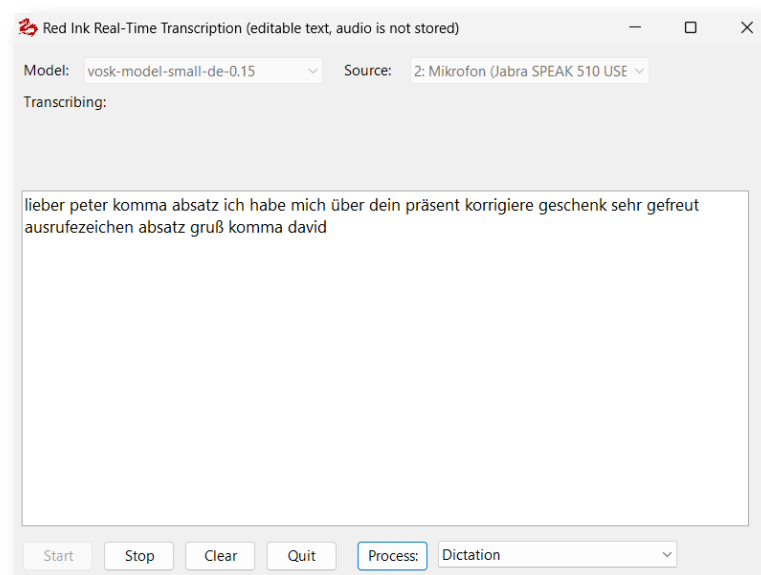 Red Ink Real-Time Transcription (editable text, audio is not stored)
Model: vosk-model-small-de-0.15 Source: 2: Mikrofon (Jabra SPEAK 510 USB
Transcribing:
lieber peter komma absatz ich habe mich über dein präsent korrigiere geschenk sehr gefreut
ausrufezeichen absatz gruß komma david
Start Stop Clear Quit Process: Dictation